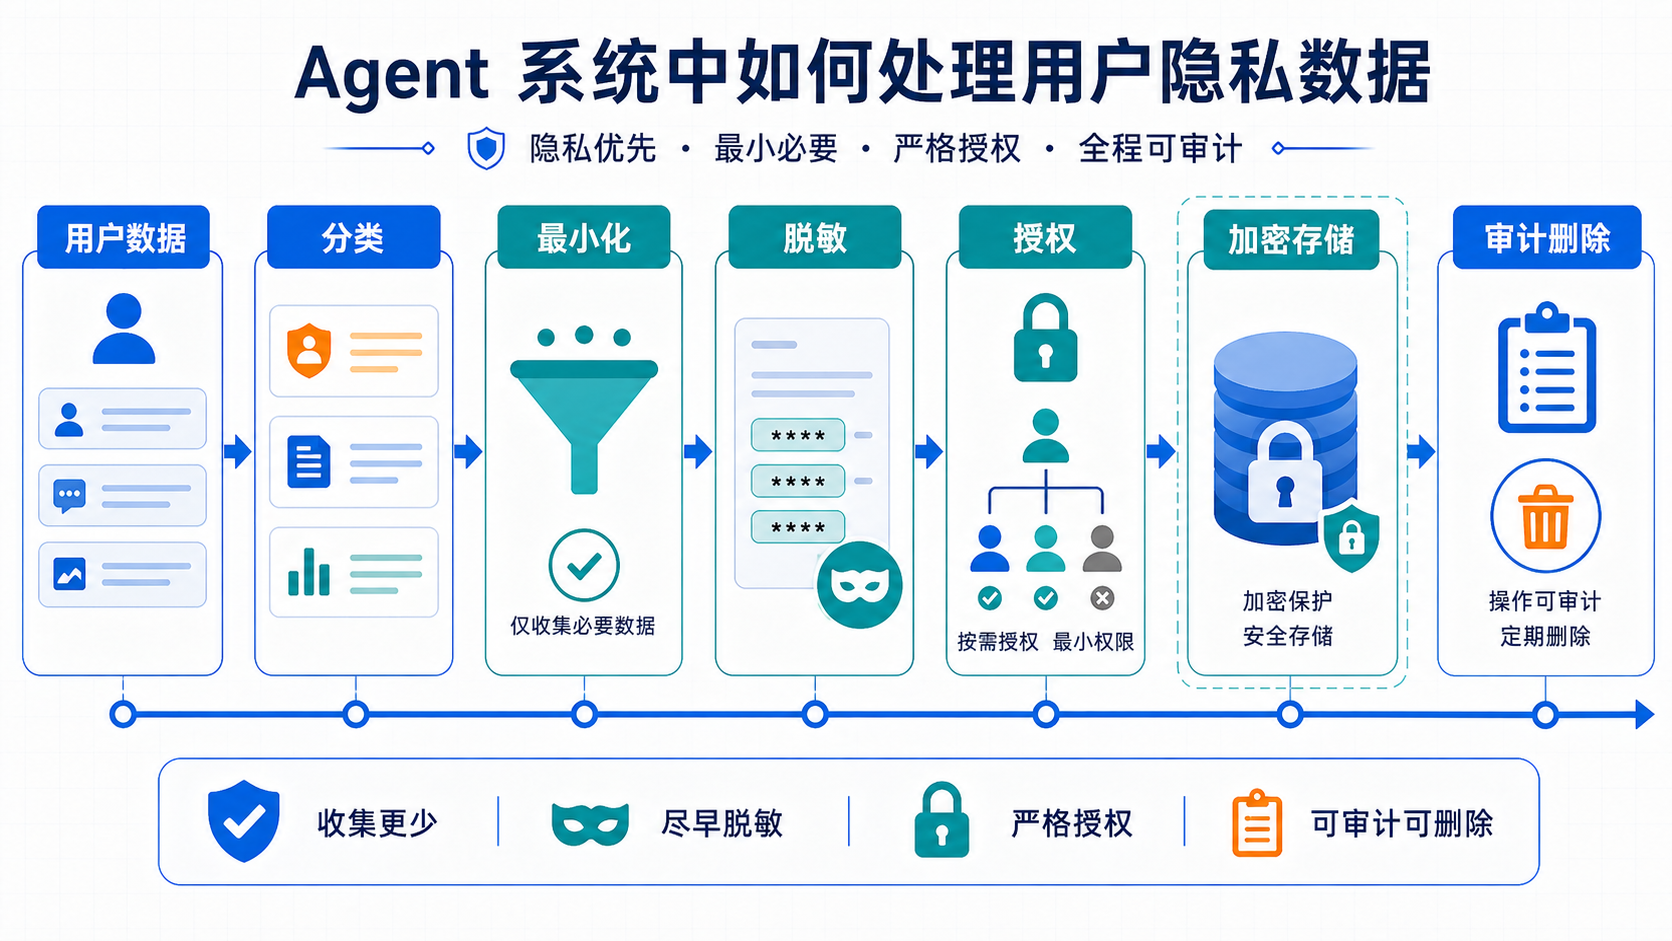 Agent 系统中如何处理用户隐私数据
隐私优先 • 最小必要 • 严格授权 • 全程可审计
用户数据
分类
最小化
仅收集必要数据
脱敏
****
****
****
授权
按需授权 最小权限
加密存储
加密保护
安全存储
审计删除
操作可审计
定期删除
收集更少
尽早脱敏
严格授权
可审计可删除